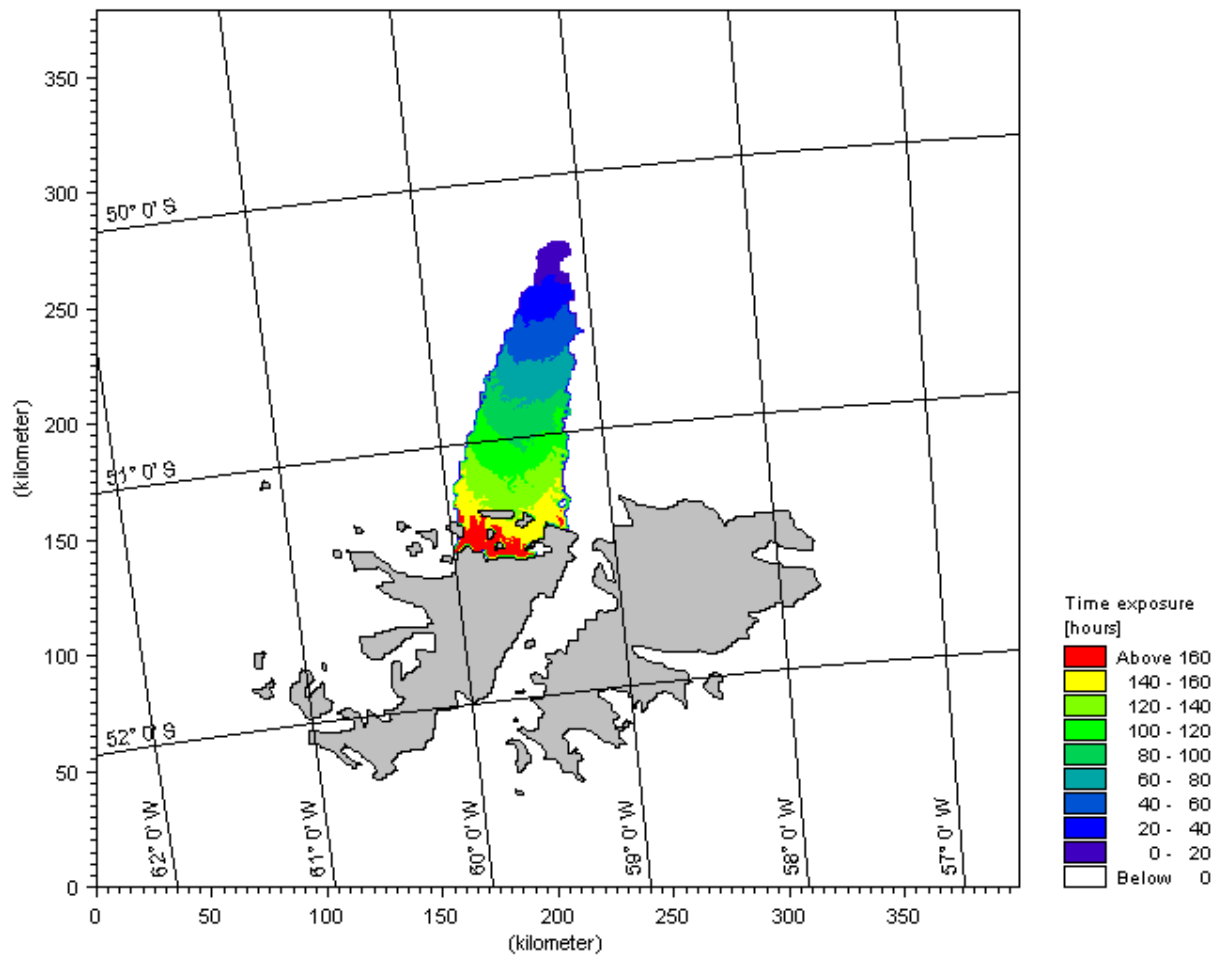 350
300
250
200
150
100
50
0
(kilometer)
50° 0' S
51° 0' S
52° 0' S
62° 0' W
61° 0' W
60° 0' W
59° 0' W
58° 0' W
57° 0' W
0
50
100
150
200
250
300
350
(kilometer)
Time exposure
[hours]
Above 160
140 - 160
120 - 140
100 - 120
80 - 100
60 - 80
40 - 60
20 - 40
0 - 20
Below 0